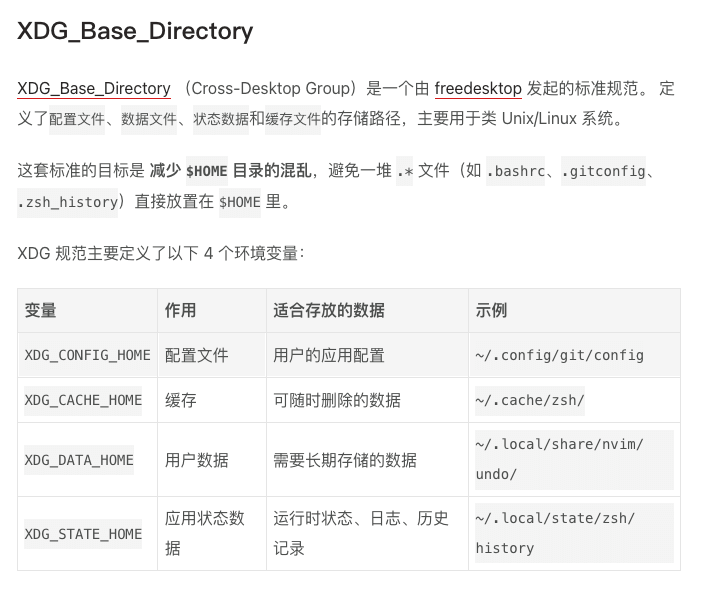 XDG_Base_Directory
XDG_Base_Directory （Cross-Desktop Group）是一个由 freedesktop 发起的标准规范。 定
义了配置文件、数据文件、状态数据和缓存文件的存储路径，主要用于类 Unix/Linux 系统。
这套标准的目标是 减少 $HOME 目录的混乱，避免一堆 .* 文件（如 .bashrc、.gitconfig、
.zsh_history）直接放置在 $HOME 里。
XDG 规范主要定义了以下 4 个环境变量：
变量 作用 适合存放的数据 示例
XDG_CONFIG_HOME 配置文件 用户的应用配置 ~/.config/git/config
XDG_CACHE_HOME 缓存 可随时删除的数据 ~/.cache/zsh/
XDG_DATA_HOME 用户数据 需要长期存储的数据 ~/.local/share/nvim/
undo/
XDG_STATE_HOME 应用状态数 运行时状态、日志、历史 ~/.local/state/zsh/
据 记录 history